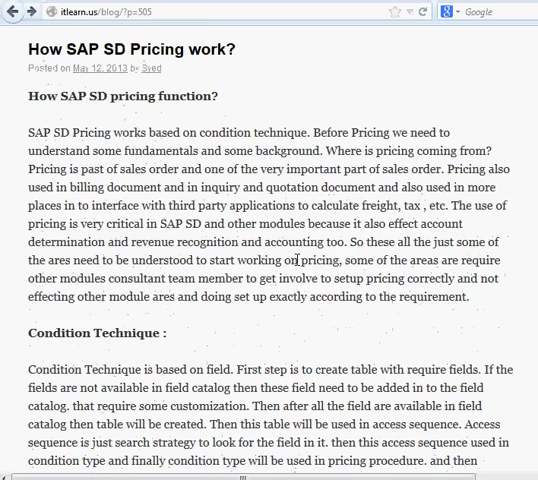 itlearn.us/blog/?p=505
Google
How SAP SD Pricing work?
Posted on May 12, 2013 by Syed
How SAP SD pricing function?
SAP SD Pricing works based on condition technique. Before Pricing we need to
understand some fundamentals and some background. Where is pricing coming from?
Pricing is past of sales order and one of the very important part of sales order. Pricing also
used in billing document and in inquiry and quotation document and also used in more
places in to interface with third party applications to calculate freight, tax , etc. The use of
pricing is very critical in SAP SD and other modules because it also effect account
determination and revenue recognition and accounting too. So these all the just some of
the ares need to be understood to start working on pricing, some of the areas are require
other modules consultant team member to get involve to setup pricing correctly and not
effecting other module ares and doing set up exactly according to the requirement.
Condition Technique :
Condition Technique is based on field. First step is to create table with require fields. If the
fields are not available in field catalog then these field need to be added in to the field
catalog. that require some customization. Then after all the field are available in field
catalog then table will be created. Then this table will be used in access sequence. Access
sequence is just search strategy to look for the field in it. then this access sequence used in
condition type and finally condition type will be used in pricing procedure. and then